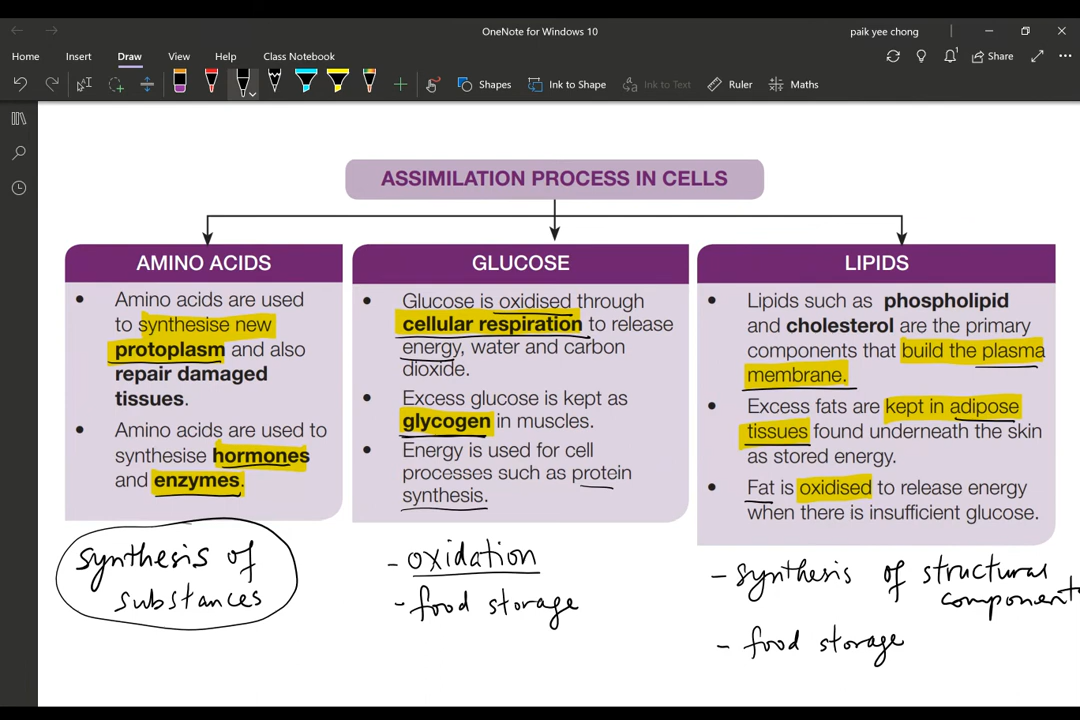 OneNote for Windows 10
paik yee chong
Home Insert Draw View Help Class Notebook
1
Share
Shapes
Ink to Shape
Ink to Text
Ruler
Maths
ASSIMILATION PROCESS IN CELLS
AMINO ACIDS
• Amino acids are used
to synthesise new
protoplasm and also
repair damaged
tissues.
• Amino acids are used to
synthesise hormones
and enzymes.
synthesis of
substances
GLUCOSE
• Glucose is oxidised through
cellular respiration to release
energy, water and carbon
dioxide.
• Excess glucose is kept as
glycogen in muscles.
• Energy is used for cell
processes such as protein
synthesis.
- oxidation
- food storage
LIPIDS
• Lipids such as phospholipid
and cholesterol are the primary
components that build the plasma
membrane.
• Excess fats are kept in adipose
tissues found underneath the skin
as stored energy.
• Fat is oxidised to release energy
when there is insufficient glucose.
- synthesis of structural
component
- food storage